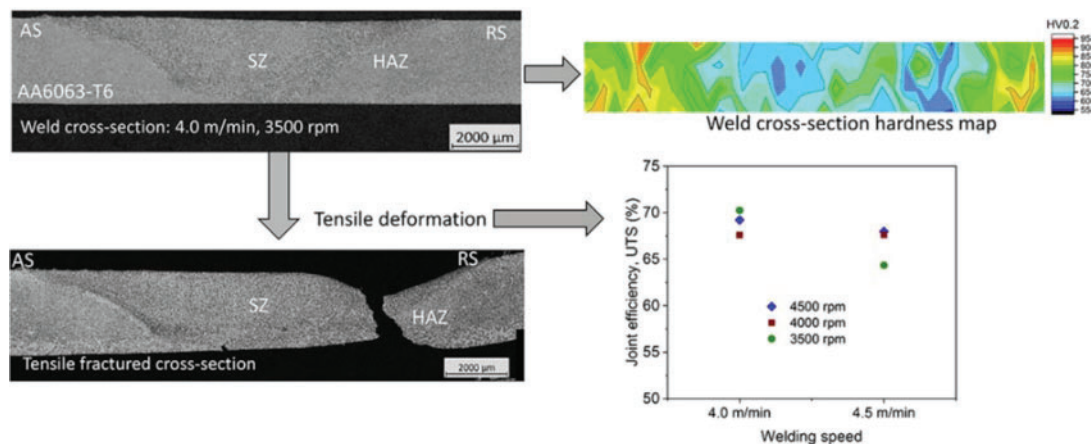 AS
RS
SZ
HAZ
AA6063-T6
Weld cross-section: 4.0 m/min, 3500 rpm
2000 µm
HV0.2
95
90
85
80
75
70
65
60
55
Weld cross-section hardness map
Tensile deformation
AS
RS
SZ
HAZ
Tensile fractured cross-section
2000 µm
Joint efficiency, UTS (%)
75
70
65
60
55
50
4500 rpm
4000 rpm
3500 rpm
4.0 m/min
4.5 m/min
Welding speed